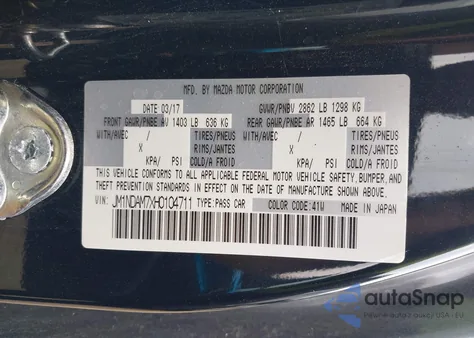 MFD. BY MAZDA MOTOR CORPORATION
DATE 03/17 GVWR/PNBV 2862 LB 1298 KG
FRONT GAWR/PNBE AV 1403 LB 636 KG REAR GAWR/PNBE AR 1465 LB 664 KG
WITH/AVEC / TIRES/PNEUS WITH/AVEC / TIRES/PNEUS
X RIMS/JANTES X RIMS/JANTES
KPA/ PSI COLD/A FROID KPA/ PSI COLD/A FROID
THIS VEHICLE CONFORMS TO ALL APPLICABLE FEDERAL MOTOR VEHICLE SAFETY, BUMPER, AND
THEFT PREVENTION STANDARDS IN EFFECT ON THE DATE OF MANUFACTURE SHOWN ABOVE.
VIN: JM1NDAM7XH0104711 TYPE:PASS CAR COLOR CODE:41W MADE IN JAPAN
autoSnap